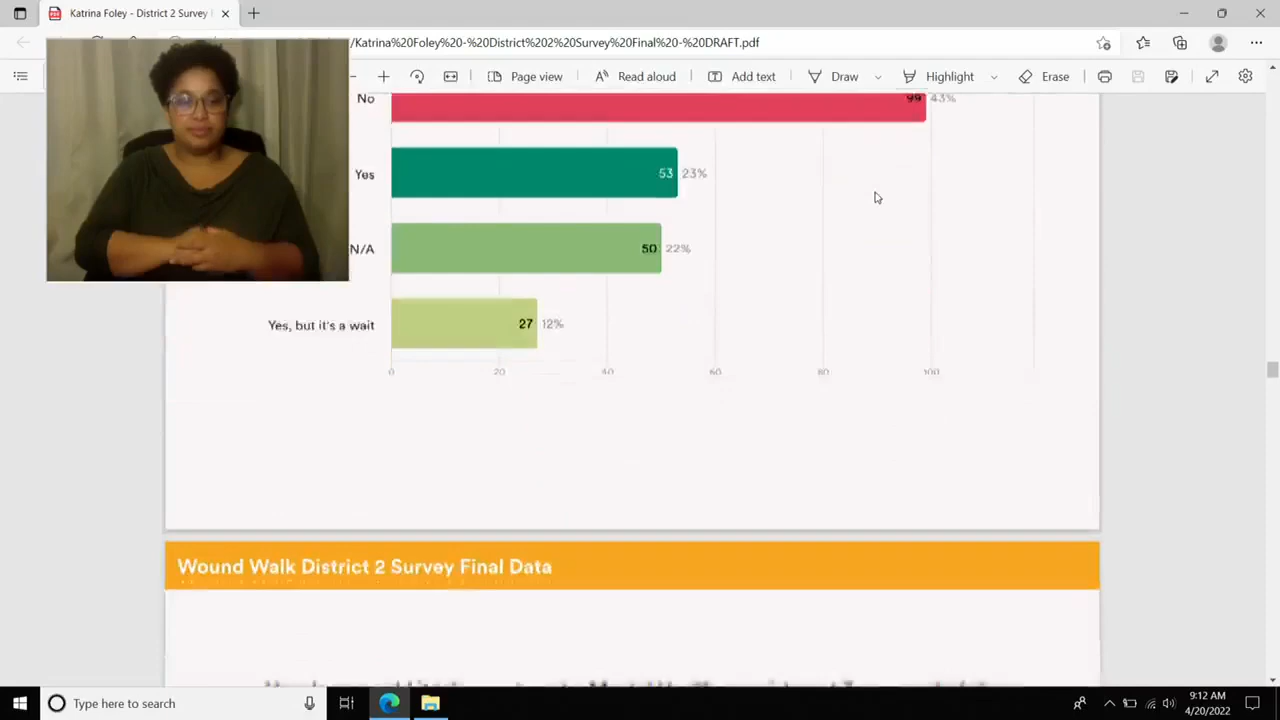 Katrina Foley - District 2 Survey
/Katrina%20Foley%20-%20District%202%20Survey%20Final%20-%20DRAFT.pdf
Page view
Read aloud
Add text
Draw
Highlight
Erase
No 99 43%
Yes 53 23%
N/A 50 22%
Yes, but it's a wait 27 12%
0 20 40 60 80 100
Wound Walk District 2 Survey Final Data
Type here to search
9:12 AM
4/20/2022